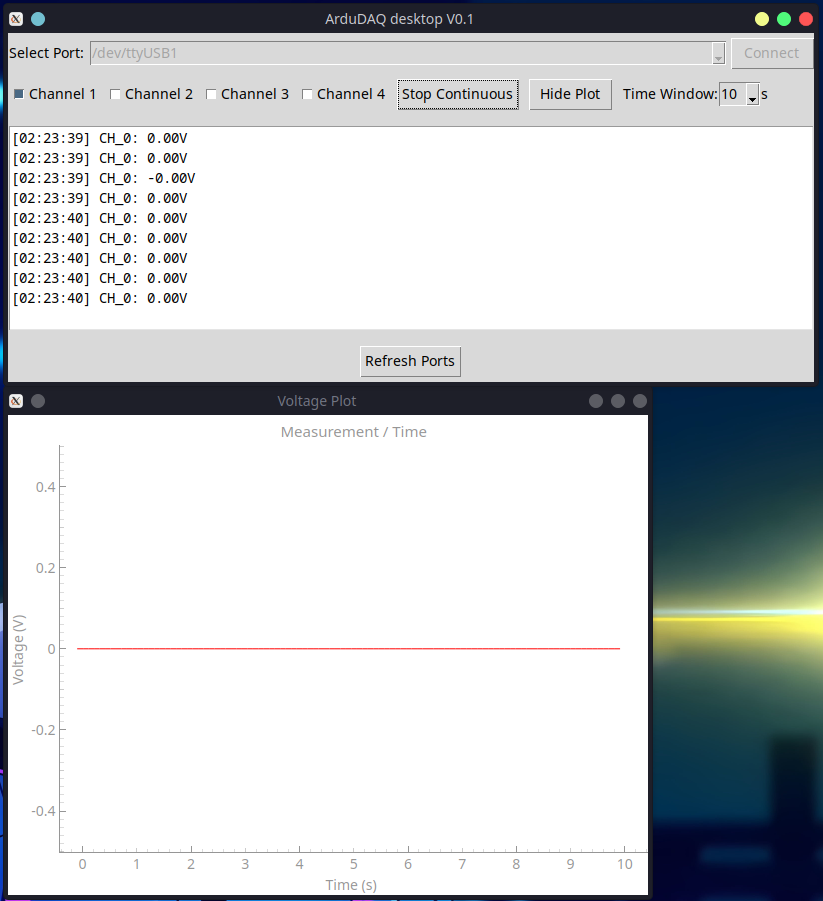 ArduDAQ desktop V0.1
Select Port: /dev/ttyUSB1 Connect
Channel 1 Channel 2 Channel 3 Channel 4 Stop Continuous Hide Plot Time Window: 10 s
[02:23:39] CH_0: 0.00V
[02:23:39] CH_0: 0.00V
[02:23:39] CH_0: -0.00V
[02:23:39] CH_0: 0.00V
[02:23:40] CH_0: 0.00V
[02:23:40] CH_0: 0.00V
[02:23:40] CH_0: 0.00V
[02:23:40] CH_0: 0.00V
[02:23:40] CH_0: 0.00V
Refresh Ports
Voltage Plot
Measurement / Time
0.4
0.2
0
-0.2
-0.4
Voltage (V)
0 1 2 3 4 5 6 7 8 9 10
Time (s)